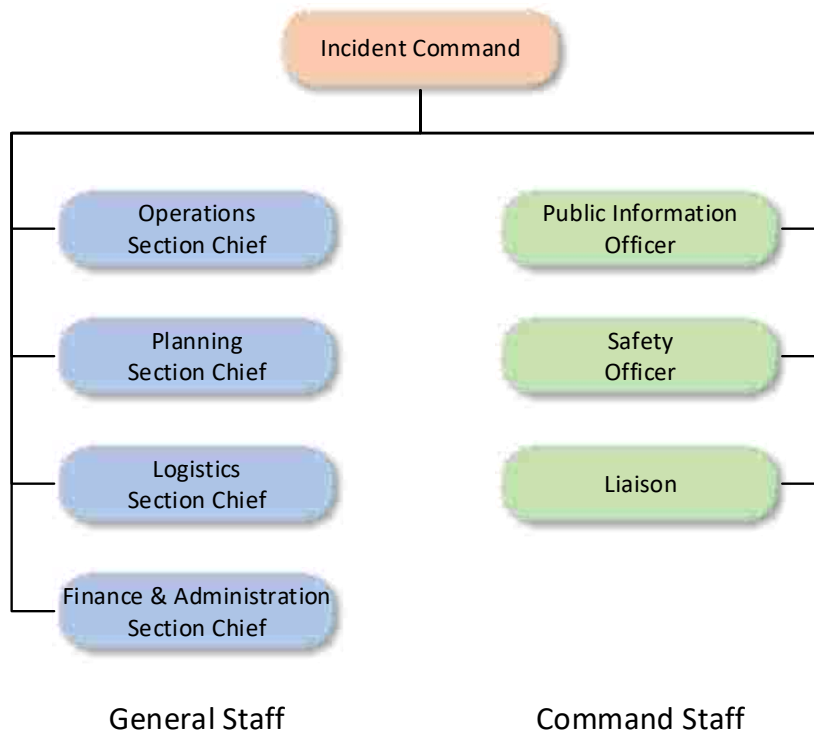 Incident Command
Operations
Section Chief
Public Information
Officer
Planning
Section Chief
Safety
Officer
Logistics
Section Chief
Liaison
Finance & Administration
Section Chief
General Staff
Command Staff